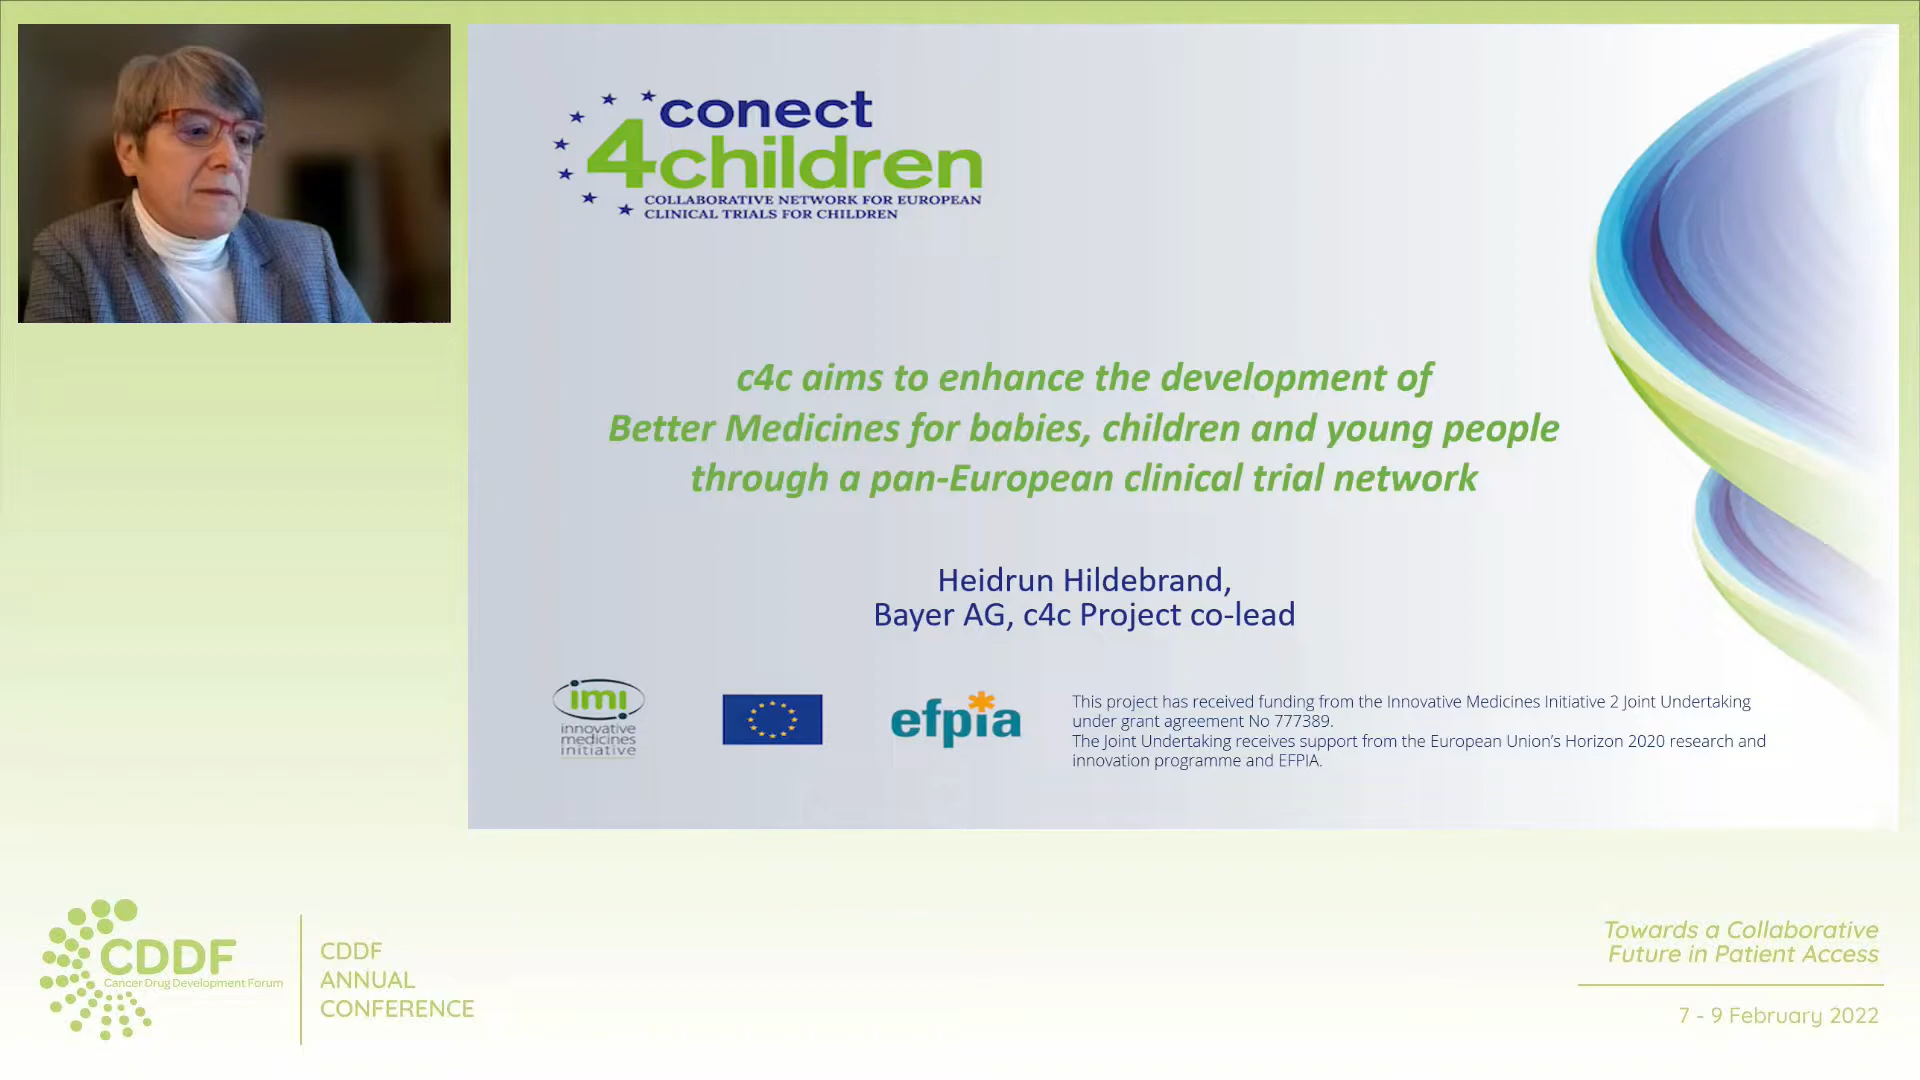 conect
4children
COLLABORATIVE NETWORK FOR EUROPEAN
CLINICAL TRIALS FOR CHILDREN
c4c aims to enhance the development of
Better Medicines for babies, children and young people
through a pan-European clinical trial network
Heidrun Hildebrand,
Bayer AG, c4c Project co-lead
imi
innovative
medicines
initiative
efpia
This project has received funding from the Innovative Medicines Initiative 2 Joint Undertaking
under grant agreement No 777389.
The Joint Undertaking receives support from the European Union's Horizon 2020 research and
innovation programme and EFPIA.
CDDF
Cancer Drug Development Forum
CDDF
ANNUAL
CONFERENCE
Towards a Collaborative
Future in Patient Access
7 - 9 February 2022